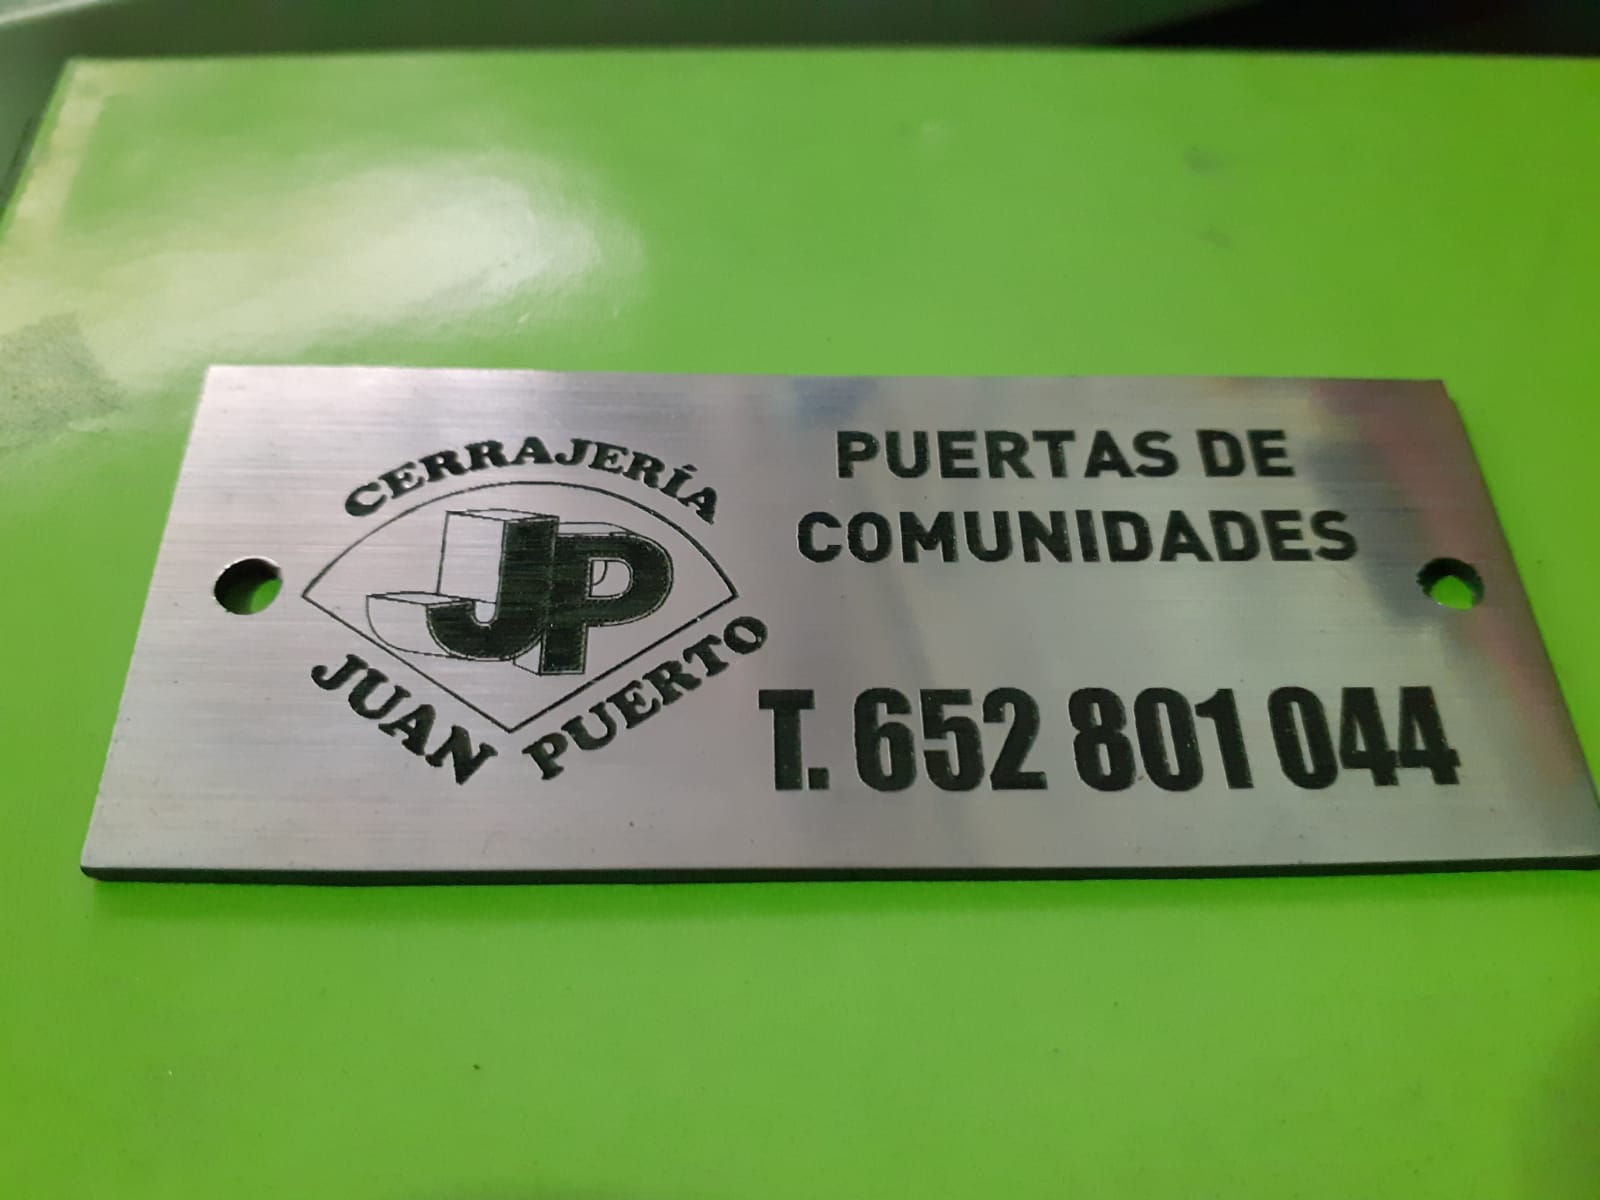 CERRAJERÍA
JP
JUAN PUERTO
PUERTAS DE
COMUNIDADES
T. 652 801 044